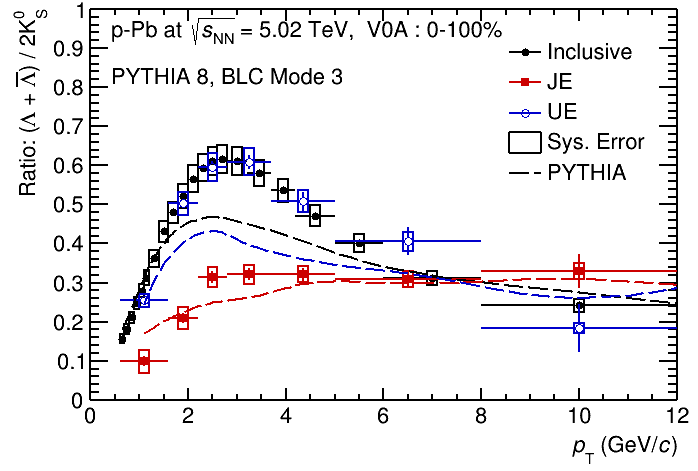 p-Pb at √s_NN = 5.02 TeV, V0A : 0-100%
PYTHIA 8, BLC Mode 3
Inclusive
JE
UE
Sys. Error
PYTHIA
Ratio: (Λ + Λ̅) / 2K⁰_S
1
0.9
0.8
0.7
0.6
0.5
0.4
0.3
0.2
0.1
0
0 2 4 6 8 10 12
p_T (GeV/c)